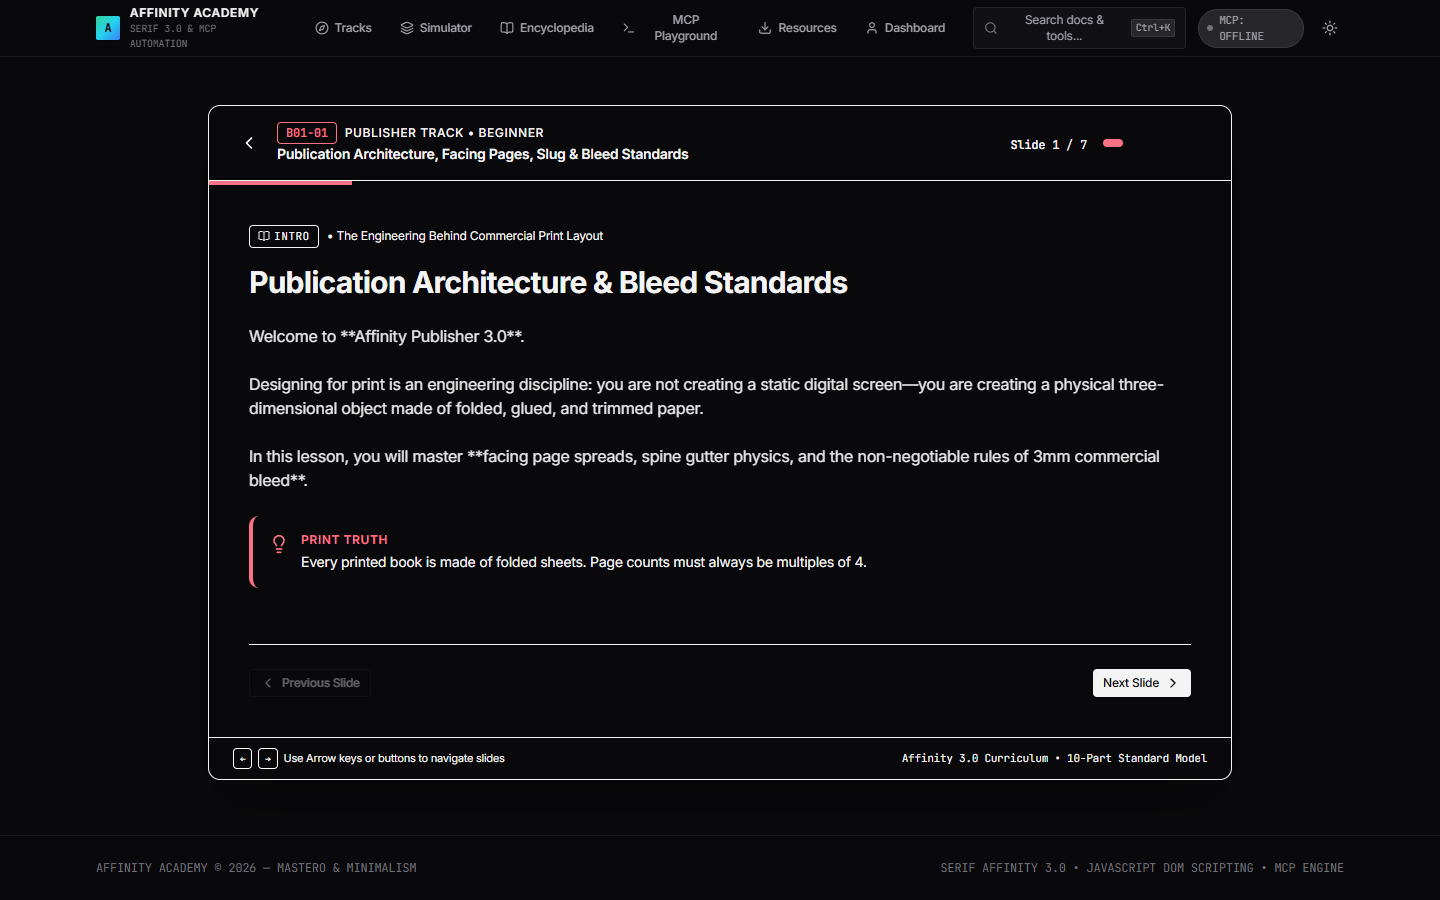 A
AFFINITY ACADEMY
SERIF 3.0 & MCP
AUTOMATION
Tracks
Simulator
Encyclopedia
MCP
Playground
Resources
Dashboard
Search docs &
tools...
Ctrl+K
MCP:
OFFLINE
B01-01 PUBLISHER TRACK • BEGINNER
Publication Architecture, Facing Pages, Slug & Bleed Standards
Slide 1 / 7
INTRO • The Engineering Behind Commercial Print Layout
Publication Architecture & Bleed Standards
Welcome to **Affinity Publisher 3.0**.
Designing for print is an engineering discipline: you are not creating a static digital screen—you are creating a physical three-
dimensional object made of folded, glued, and trimmed paper.
In this lesson, you will master **facing page spreads, spine gutter physics, and the non-negotiable rules of 3mm commercial
bleed**.
PRINT TRUTH
Every printed book is made of folded sheets. Page counts must always be multiples of 4.
Previous Slide
Next Slide
← → Use Arrow keys or buttons to navigate slides
Affinity 3.0 Curriculum • 10-Part Standard Model
AFFINITY ACADEMY © 2026 — MASTERO & MINIMALISM
SERIF AFFINITY 3.0 • JAVASCRIPT DOM SCRIPTING • MCP ENGINE